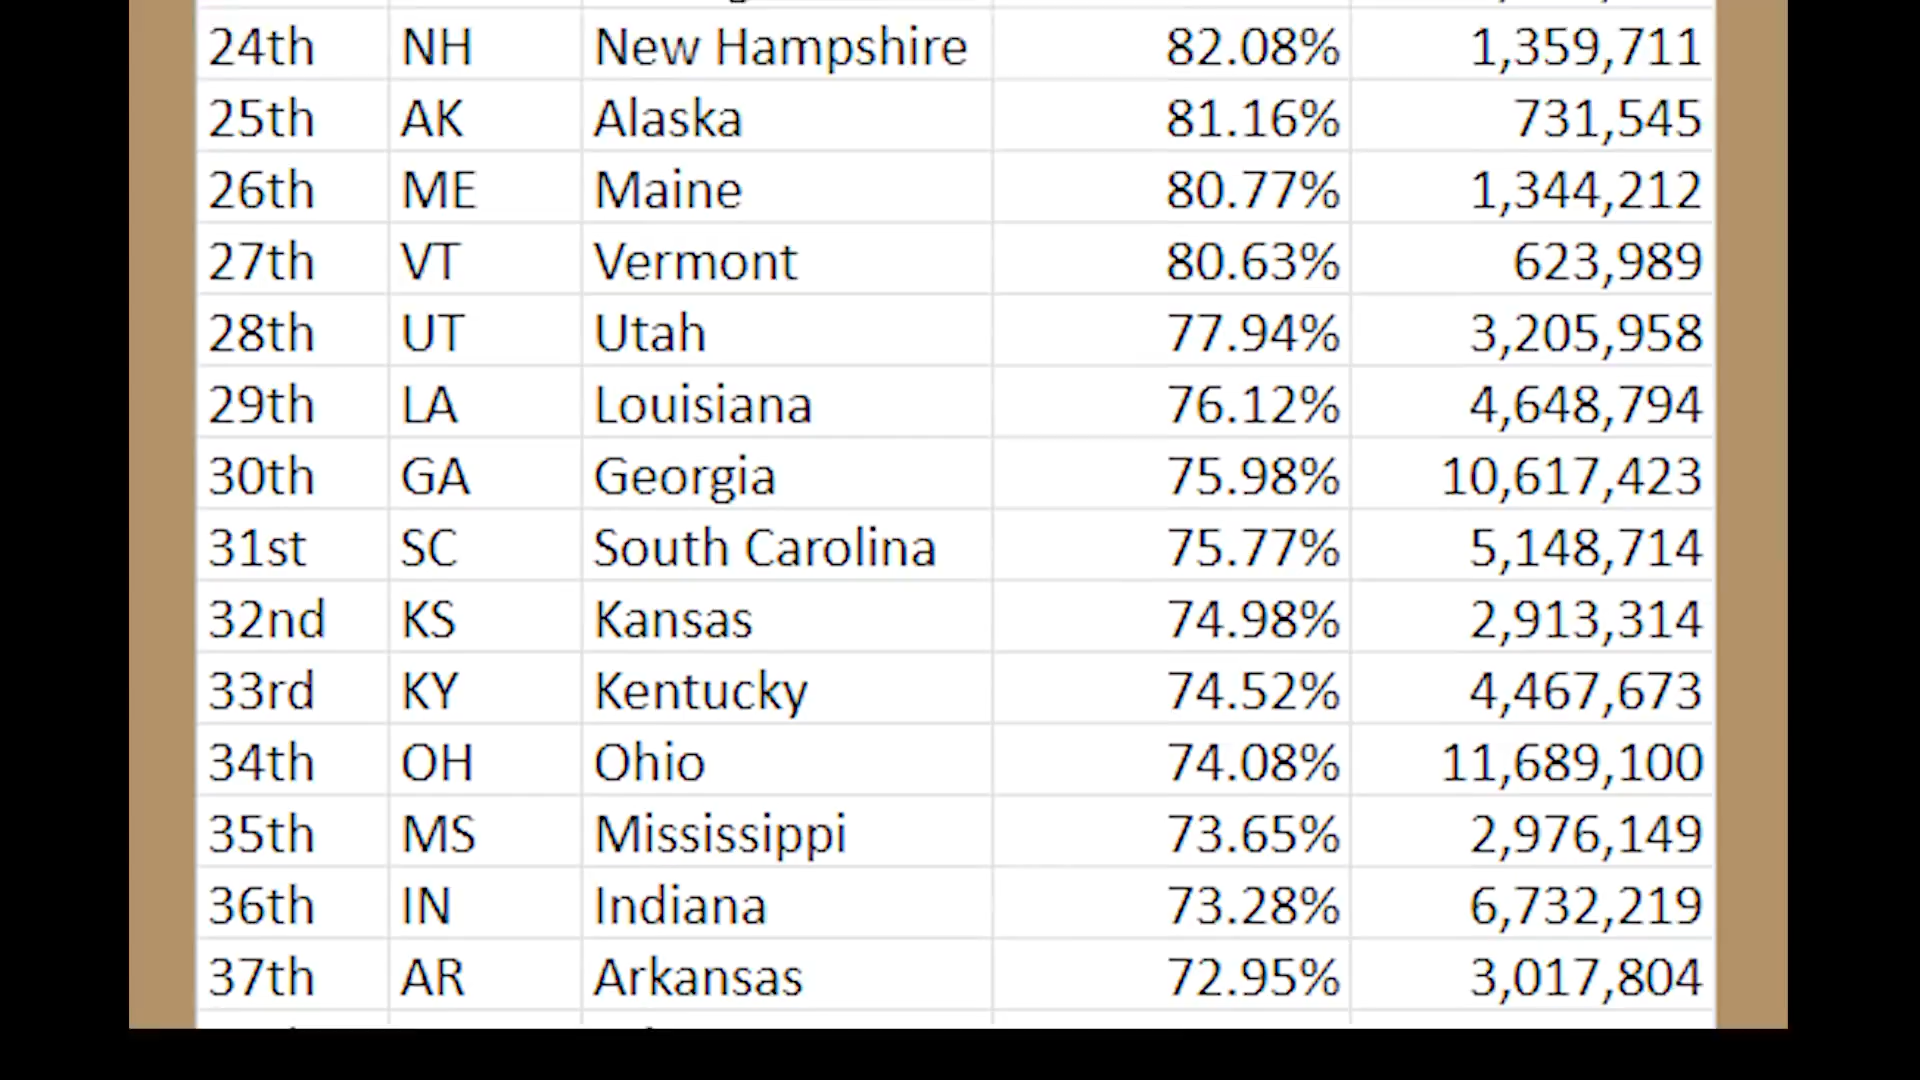 24th NH New Hampshire 82.08% 1,359,711
25th AK Alaska 81.16% 731,545
26th ME Maine 80.77% 1,344,212
27th VT Vermont 80.63% 623,989
28th UT Utah 77.94% 3,205,958
29th LA Louisiana 76.12% 4,648,794
30th GA Georgia 75.98% 10,617,423
31st SC South Carolina 75.77% 5,148,714
32nd KS Kansas 74.98% 2,913,314
33rd KY Kentucky 74.52% 4,467,673
34th OH Ohio 74.08% 11,689,100
35th MS Mississippi 73.65% 2,976,149
36th IN Indiana 73.28% 6,732,219
37th AR Arkansas 72.95% 3,017,804